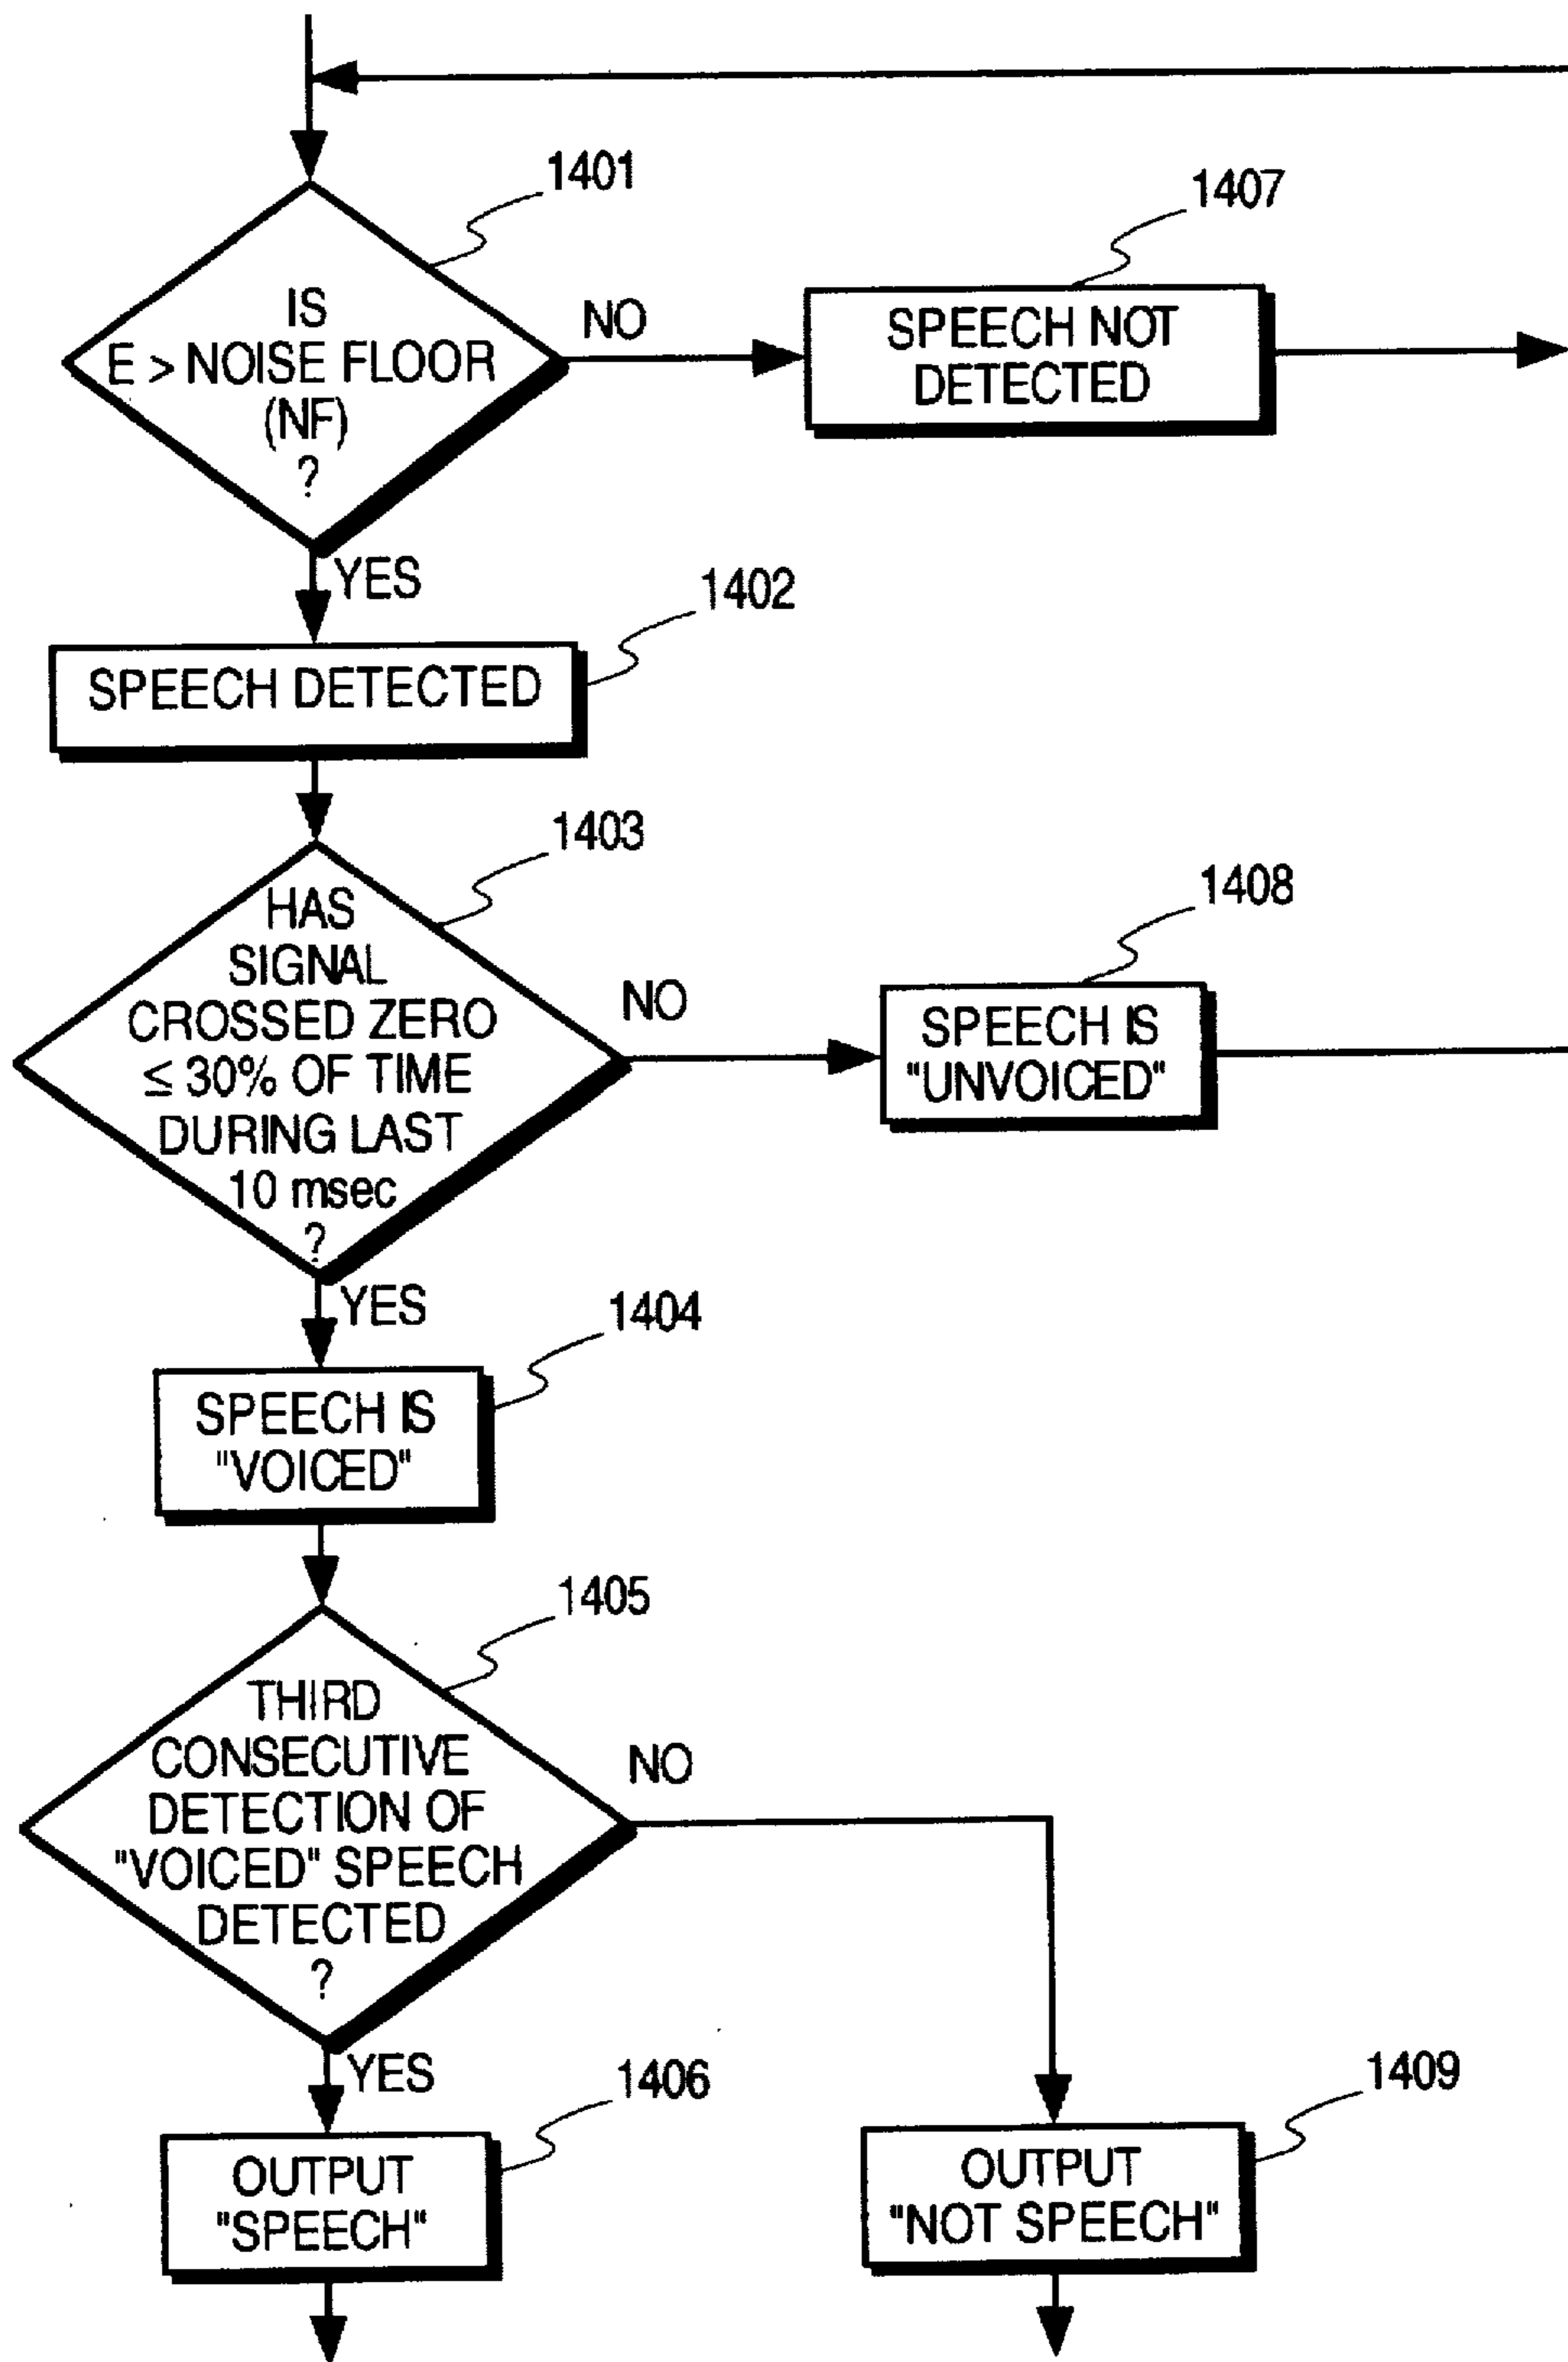 1401
IS
E > NOISE FLOOR
(NF)
?
NO
1407
SPEECH NOT
DETECTED
YES
1402
SPEECH DETECTED
1403
HAS
SIGNAL
CROSSED ZERO
≤ 30% OF TIME
DURING LAST
10 msec
?
NO
1408
SPEECH IS
"UNVOICED"
YES
1404
SPEECH IS
"VOICED"
1405
THIRD
CONSECUTIVE
DETECTION OF
"VOICED" SPEECH
DETECTED
?
NO
YES
1406
OUTPUT
"SPEECH"
1409
OUTPUT
"NOT SPEECH"